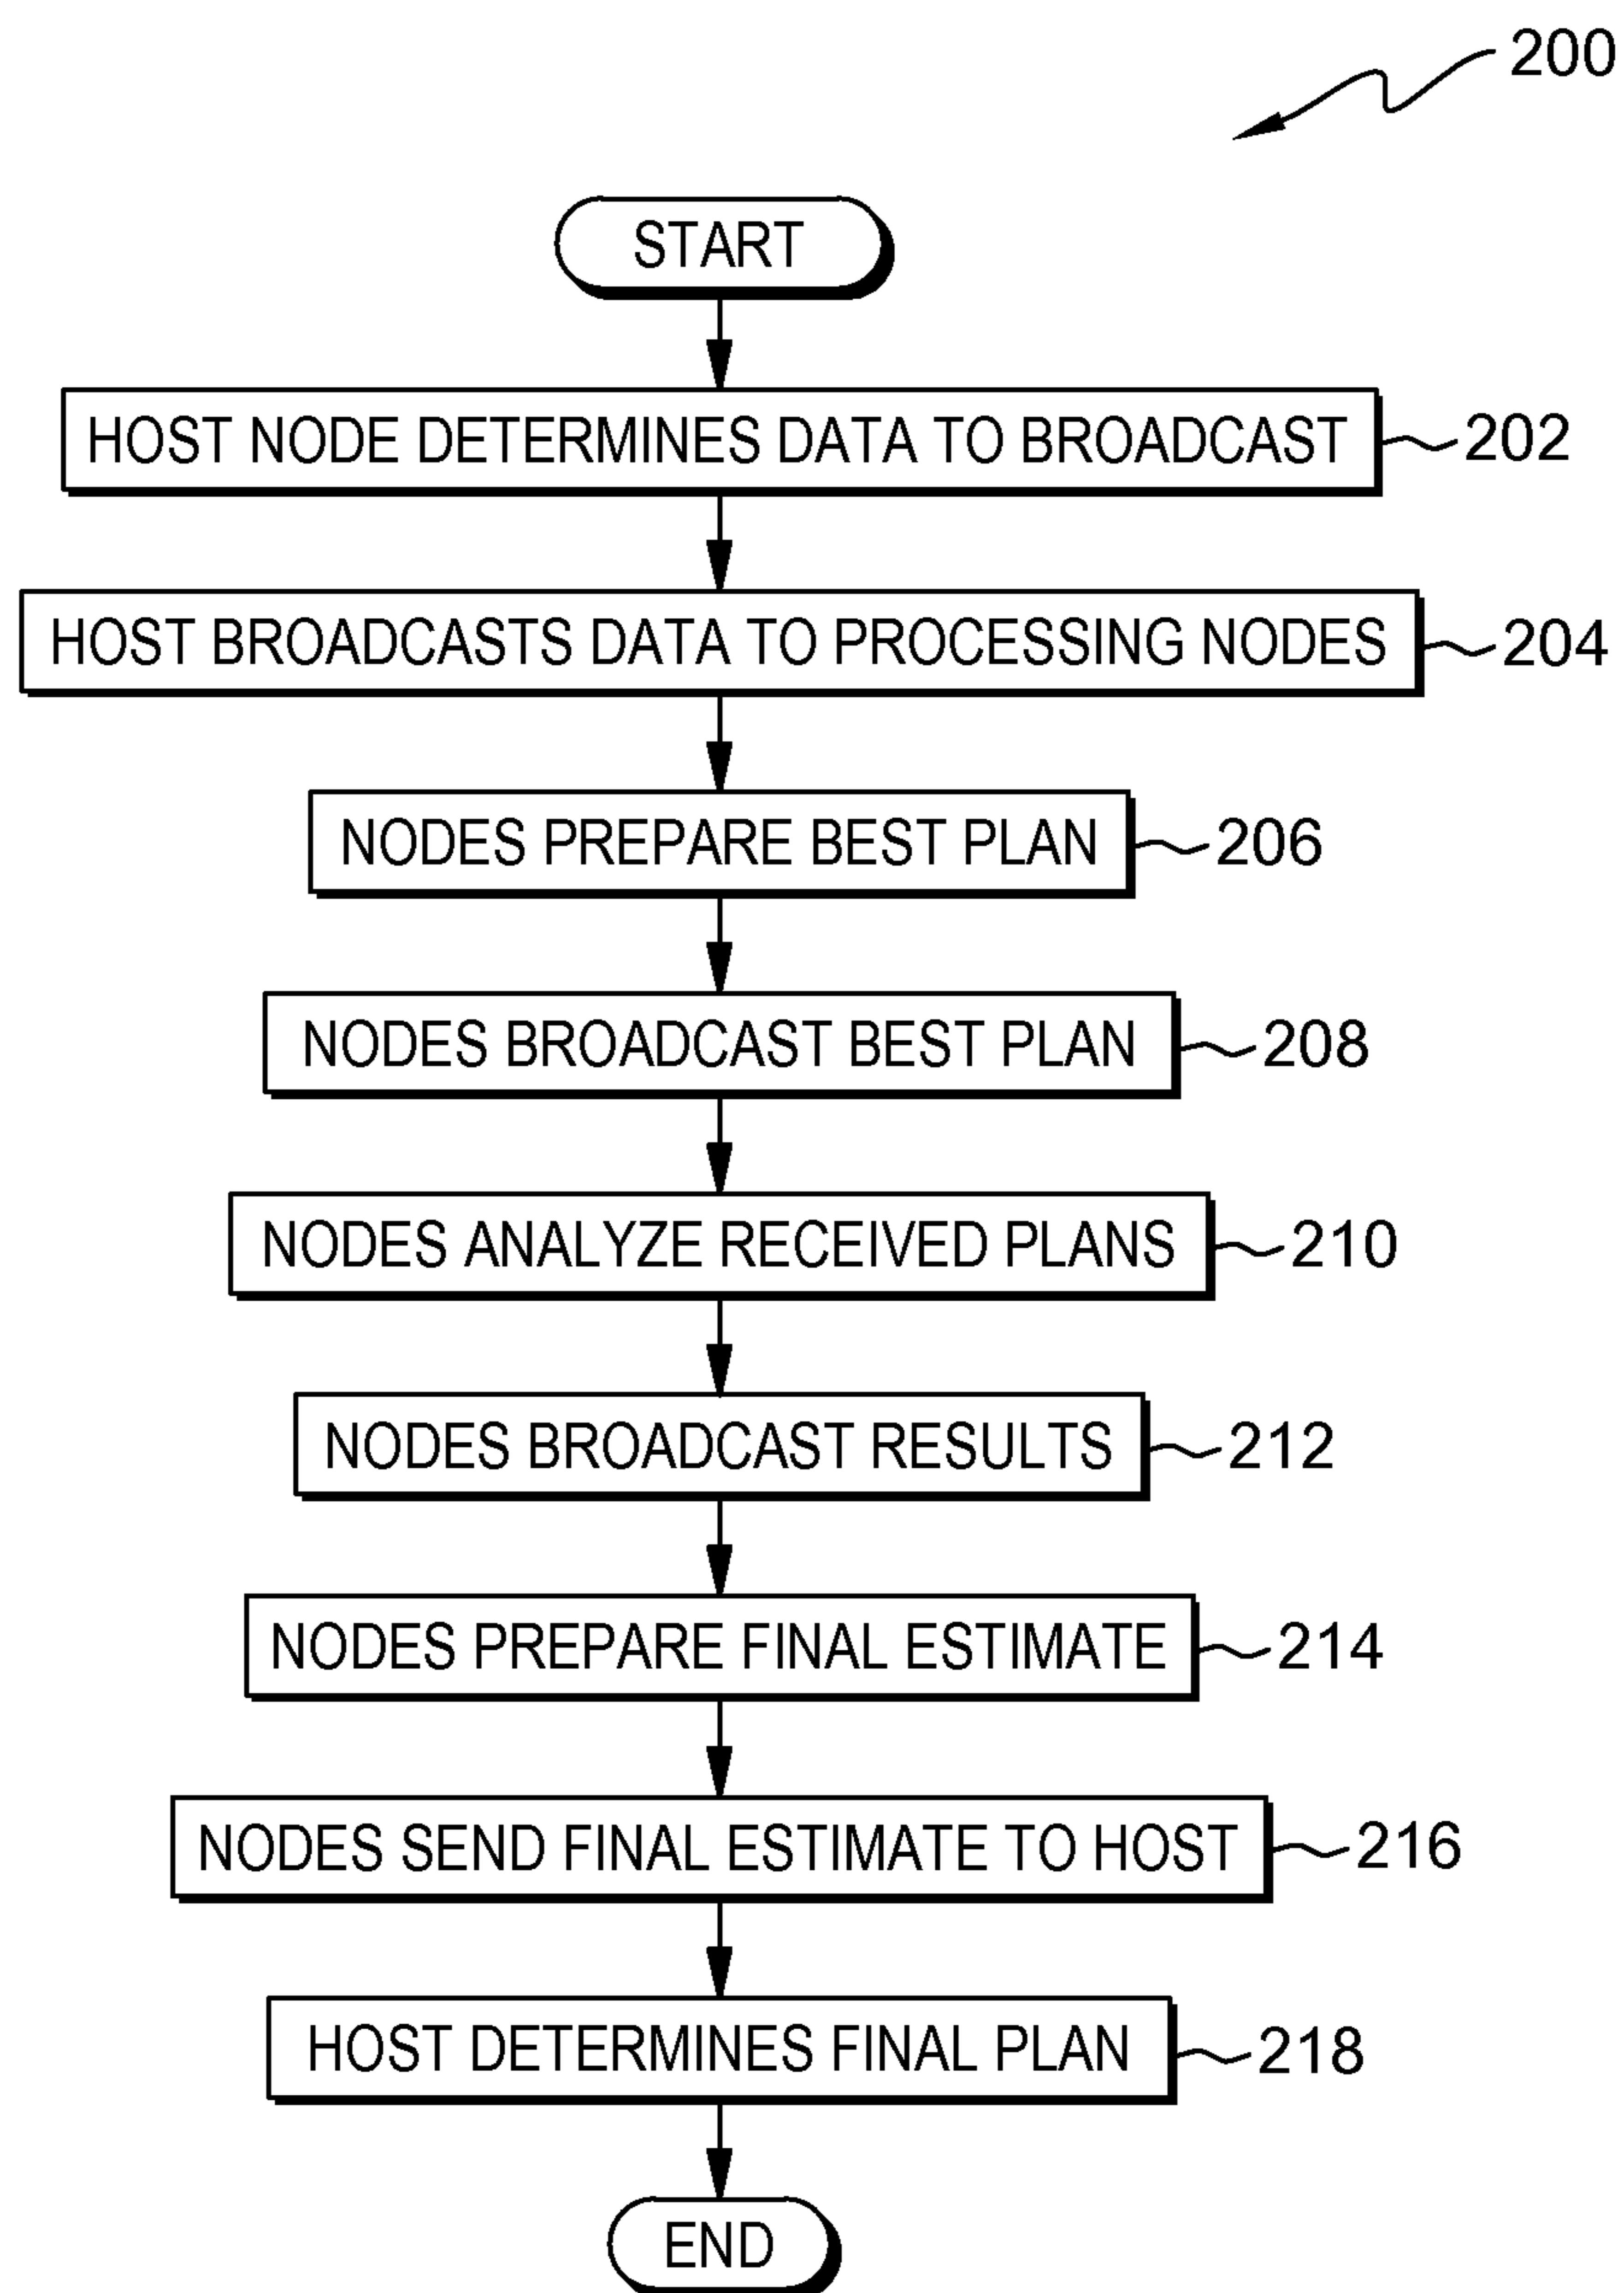 200
START
HOST NODE DETERMINES DATA TO BROADCAST 202
HOST BROADCASTS DATA TO PROCESSING NODES 204
NODES PREPARE BEST PLAN 206
NODES BROADCAST BEST PLAN 208
NODES ANALYZE RECEIVED PLANS 210
NODES BROADCAST RESULTS 212
NODES PREPARE FINAL ESTIMATE 214
NODES SEND FINAL ESTIMATE TO HOST 216
HOST DETERMINES FINAL PLAN 218
END